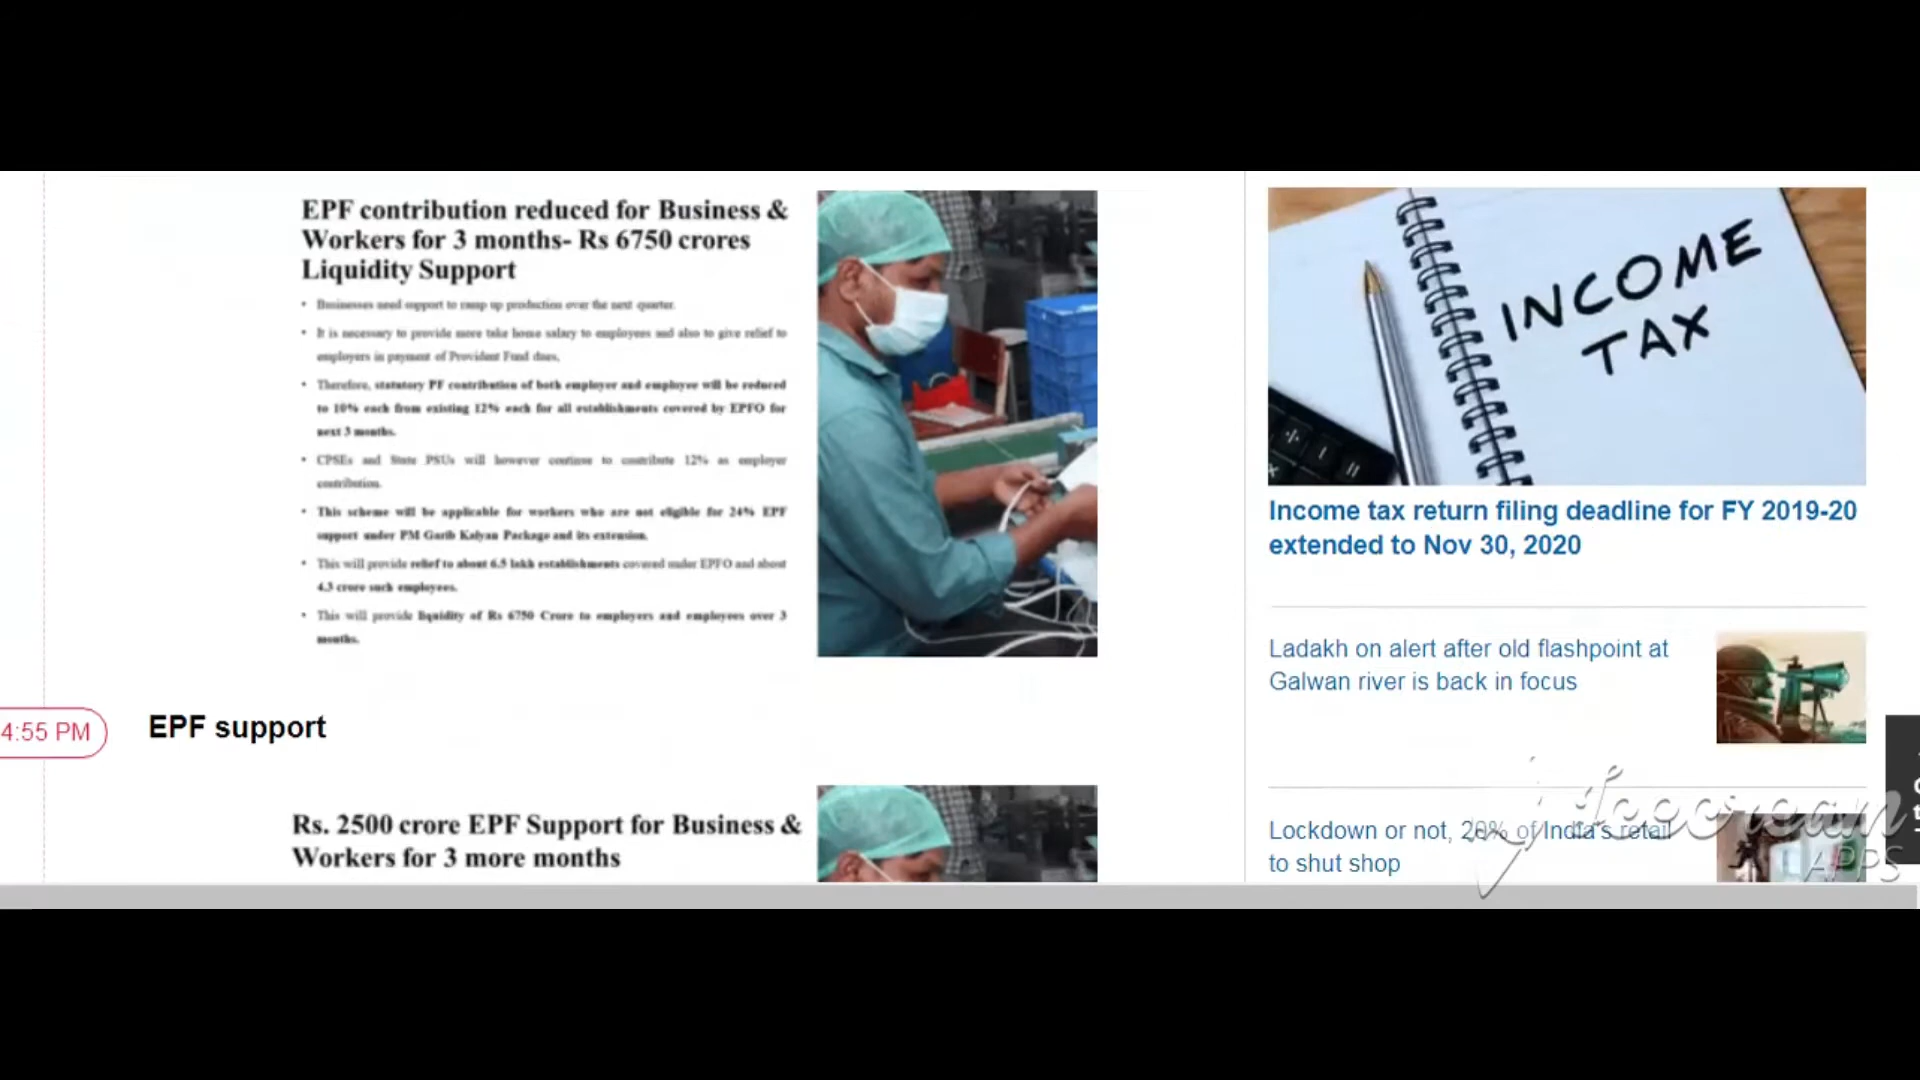 EPF contribution reduced for Business &
Workers for 3 months- Rs 6750 crores
Liquidity Support
• Businesses need support to ramp up production over the next quarter.
• It is necessary to provide more take home salary to employees and also to give relief to
employers in payment of Provident Fund dues.
• Therefore, statutory PF contribution of both employer and employee will be reduced
to 10% each from existing 12% each for all establishments covered by EPFO for
next 3 months.
• CPSEs and State PSUs will however continue to contribute 12% as employer
contribution.
• This scheme will be applicable for workers who are not eligible for 24% EPF
support under PM Garib Kalyan Package and its extension.
• This will provide relief to about 6.5 lakh establishments covered under EPFO and about
4.3 crore such employees.
• This will provide liquidity of Rs 6750 Crore to employers and employees over 3
months.
4:55 PM
EPF support
Rs. 2500 crore EPF Support for Business &
Workers for 3 more months
INCOME
TAX
Income tax return filing deadline for FY 2019-20
extended to Nov 30, 2020
Ladakh on alert after old flashpoint at
Galwan river is back in focus
Lockdown or not, 20% of India's retail
to shut shop
APPS